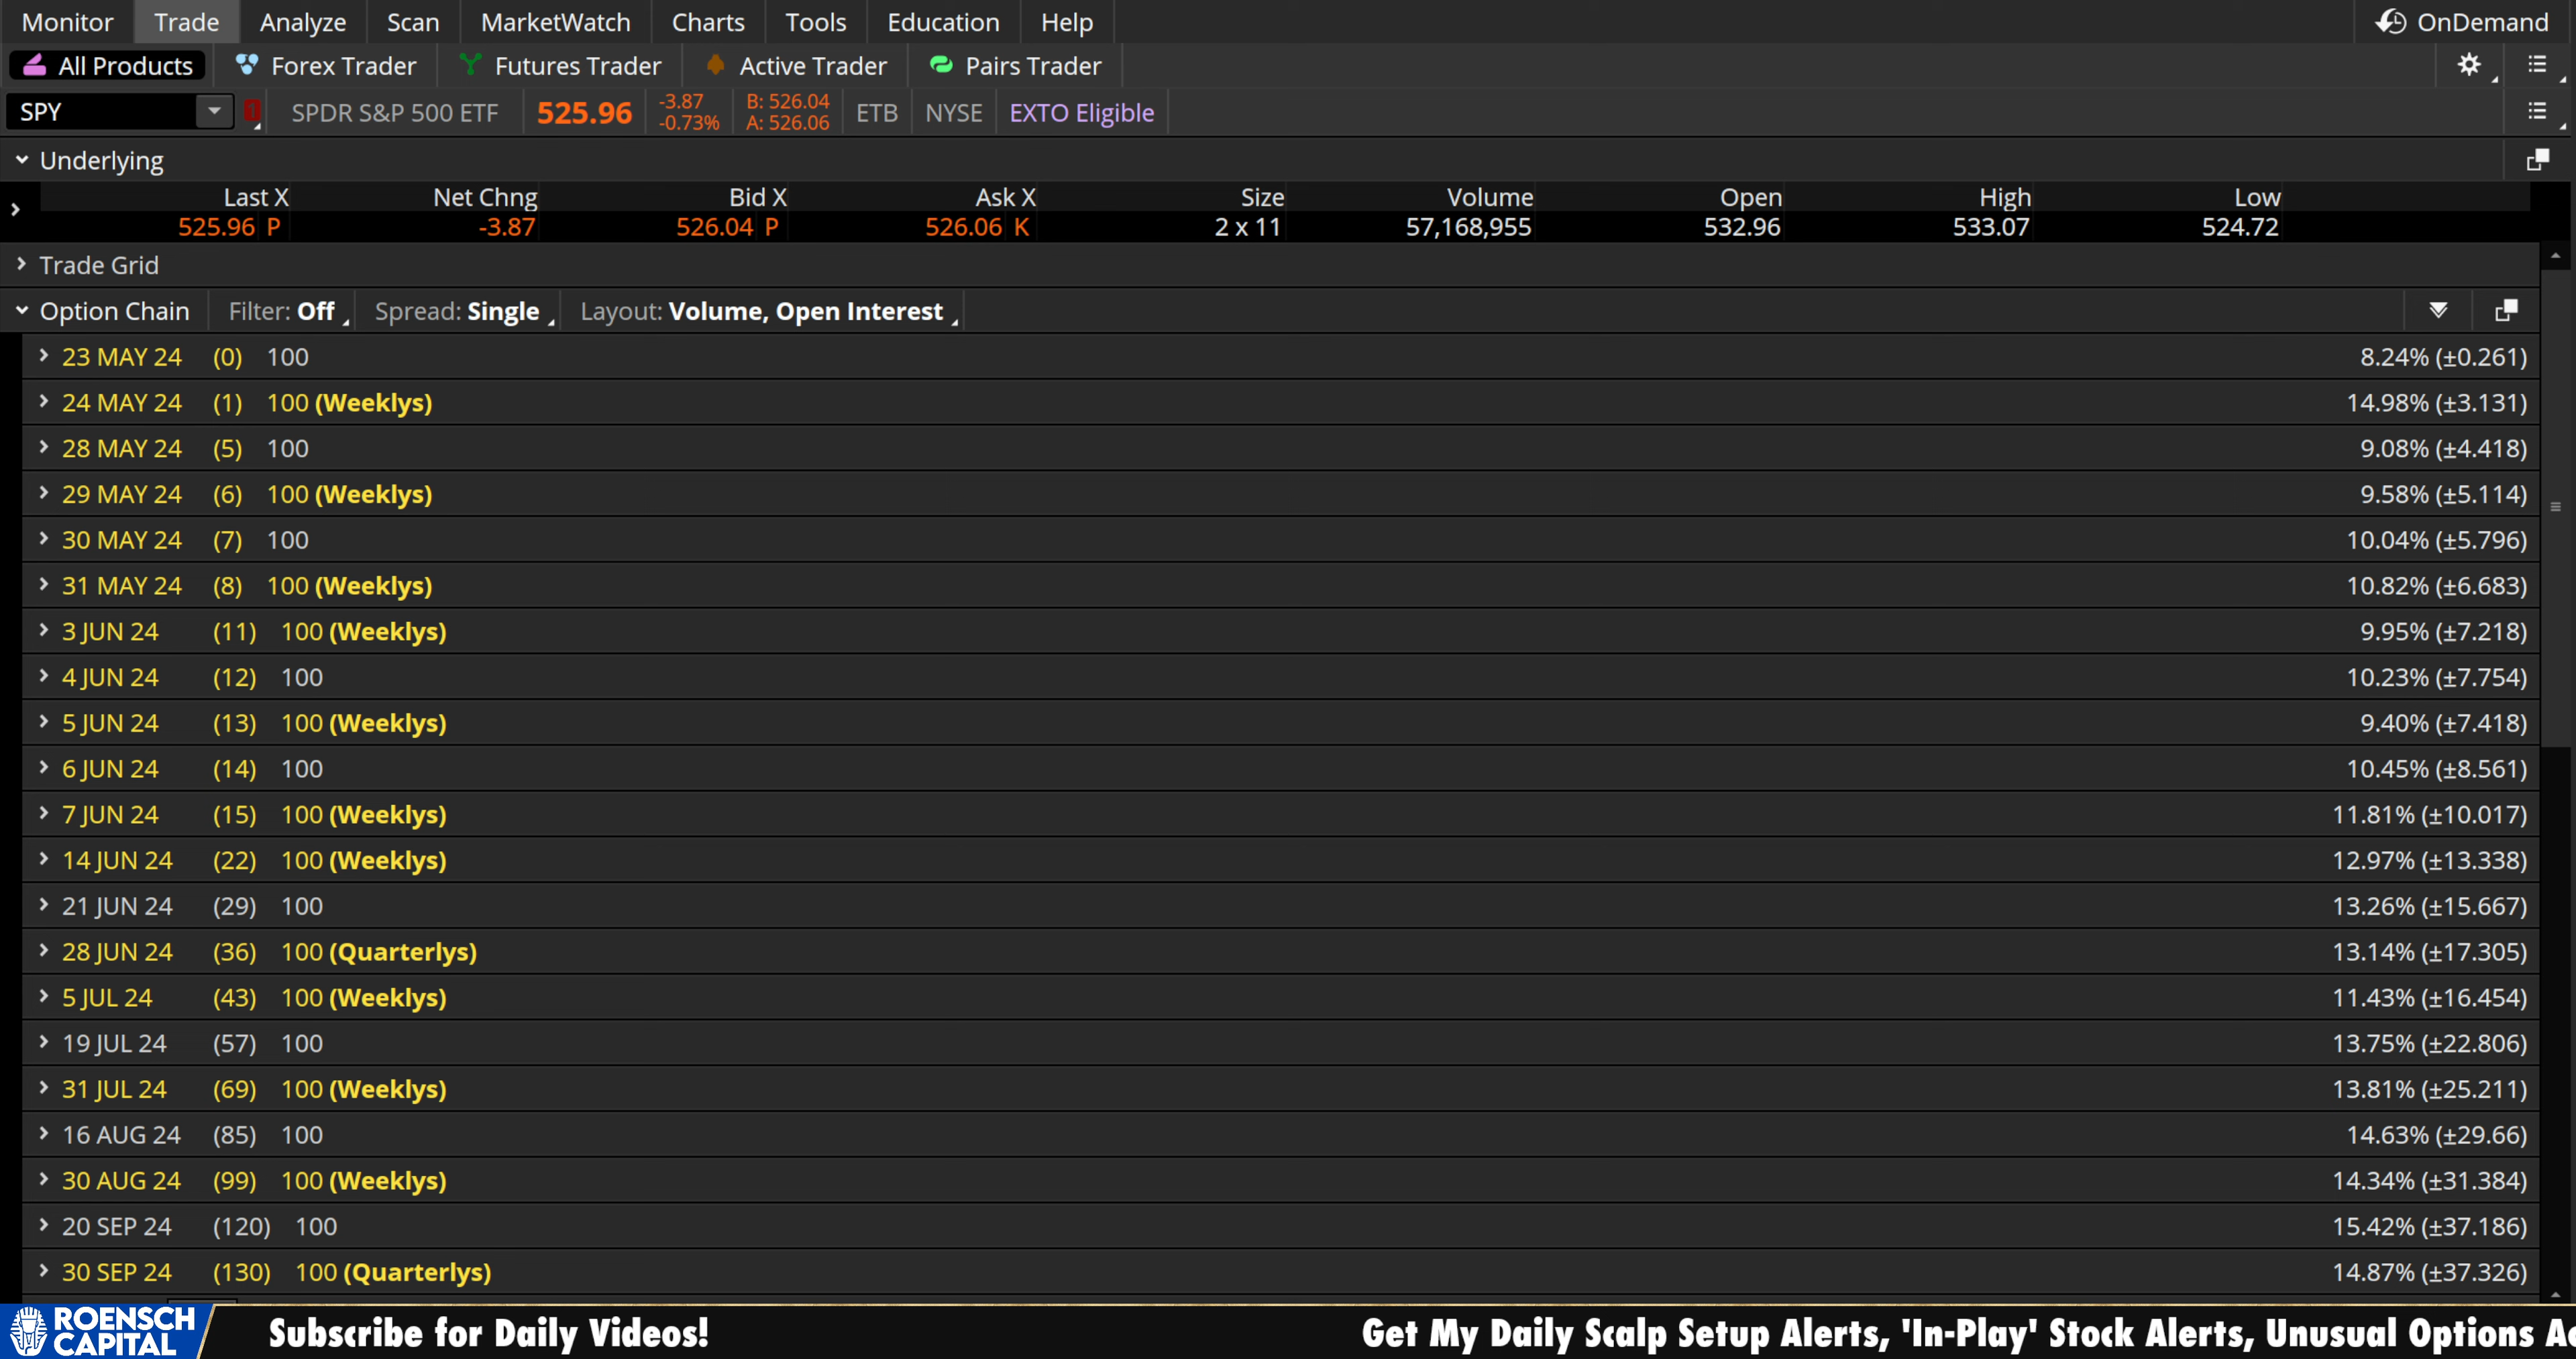 Monitor Trade Analyze Scan MarketWatch Charts Tools Education Help OnDemand
All Products Forex Trader Futures Trader Active Trader Pairs Trader
SPY SPDR S&P 500 ETF 525.96 -3.87 -0.73% B: 526.04 A: 526.06 ETB NYSE EXTO Eligible
Underlying
Last X Net Chng Bid X Ask X Size Volume Open High Low
525.96 P -3.87 526.04 P 526.06 K 2 x 11 57,168,955 532.96 533.07 524.72
Trade Grid
Option Chain Filter: Off Spread: Single Layout: Volume, Open Interest
23 MAY 24 (0) 100 8.24% (±0.261)
24 MAY 24 (1) 100 (Weeklys) 14.98% (±3.131)
28 MAY 24 (5) 100 9.08% (±4.418)
29 MAY 24 (6) 100 (Weeklys) 9.58% (±5.114)
30 MAY 24 (7) 100 10.04% (±5.796)
31 MAY 24 (8) 100 (Weeklys) 10.82% (±6.683)
3 JUN 24 (11) 100 (Weeklys) 9.95% (±7.218)
4 JUN 24 (12) 100 10.23% (±7.754)
5 JUN 24 (13) 100 (Weeklys) 9.40% (±7.418)
6 JUN 24 (14) 100 10.45% (±8.561)
7 JUN 24 (15) 100 (Weeklys) 11.81% (±10.017)
14 JUN 24 (22) 100 (Weeklys) 12.97% (±13.338)
21 JUN 24 (29) 100 13.26% (±15.667)
28 JUN 24 (36) 100 (Quarterlys) 13.14% (±17.305)
5 JUL 24 (43) 100 (Weeklys) 11.43% (±16.454)
19 JUL 24 (57) 100 13.75% (±22.806)
31 JUL 24 (69) 100 (Weeklys) 13.81% (±25.211)
16 AUG 24 (85) 100 14.63% (±29.66)
30 AUG 24 (99) 100 (Weeklys) 14.34% (±31.384)
20 SEP 24 (120) 100 15.42% (±37.186)
30 SEP 24 (130) 100 (Quarterlys) 14.87% (±37.326)
ROENSCH CAPITAL Subscribe for Daily Videos! Get My Daily Scalp Setup Alerts, 'In-Play' Stock Alerts, Unusual Options